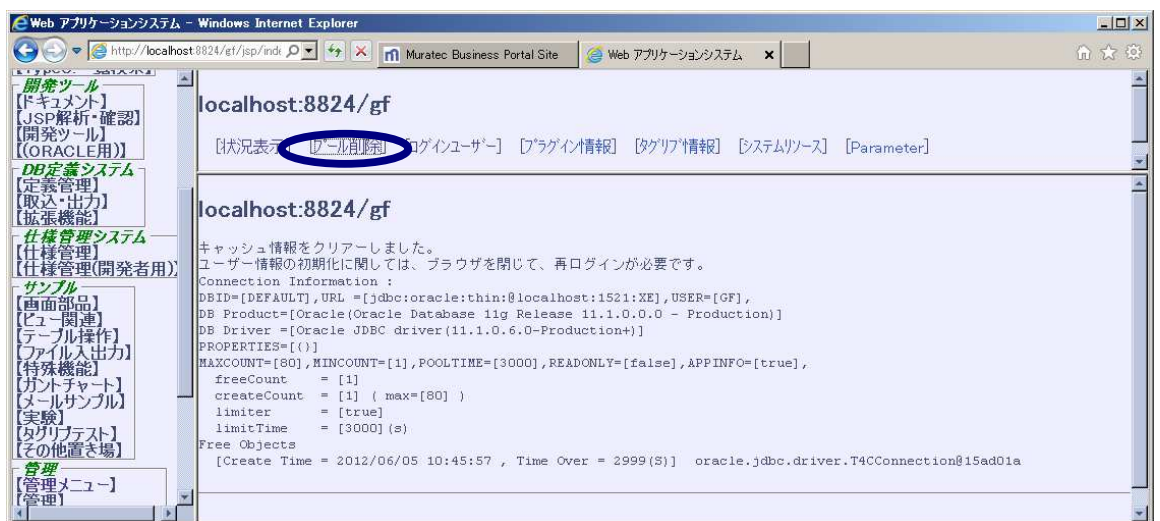 Web アプリケーションシステム - Windows Internet Explorer
http://localhost:8824/gf/jsp/inde
Muratec Business Portal Site
Web アプリケーションシステム
開発ツール
【ドキュメント】
【JSP解析・確認】
【開発ツール】
【(ORACLE用)】
DB定義システム
【定義管理】
【取込・出力】
【拡張機能】
仕様管理システム
【仕様管理】
【仕様管理(開発者用)】
サンプル
【画面部品】
【ビュー関連】
【テーブル操作】
【ファイル入出力】
【特殊機能】
【ガントチャート】
【メールサンプル】
【実験】
【タグリブテスト】
【その他置き場】
管理
【管理メニュー】
【管理】
localhost:8824/gf
[状況表示] [プール削除] [ログインユーザー] [プラグイン情報] [タグリブ情報] [システムリソース] [Parameter]
localhost:8824/gf
キャッシュ情報をクリアーしました。
ユーザー情報の初期化に関しては、ブラウザを閉じて、再ログインが必要です。
Connection Information :
DBID=[DEFAULT],URL =[jdbc:oracle:thin:@localhost:1521:XE],USER=[GF],
DB Product=[Oracle(Oracle Database 11g Release 11.1.0.0.0 - Production)]
DB Driver =[Oracle JDBC driver(11.1.0.6.0-Production+)]
PROPERTIES=[()]
MAXCOUNT=[80],MINCOUNT=[1],POOLTIME=[3000],READONLY=[false],APPINFO=[true],
freeCount = [1]
createCount = [1] ( max=[80] )
limiter = [true]
limitTime = [3000](s)
Free Objects
[Create Time = 2012/06/05 10:45:57 , Time Over = 2999(S)] oracle.jdbc.driver.T4CConnection@15ad01a